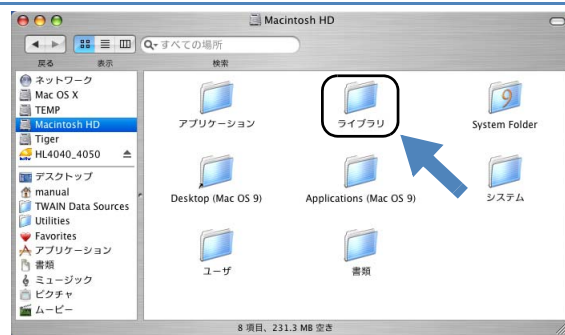 Macintosh HD
すべての場所
戻る 表示 検索
ネットワーク
Mac OS X
TEMP
Macintosh HD
Tiger
HL4040_4050
デスクトップ
manual
TWAIN Data Sources
Utilities
Favorites
アプリケーション
書類
ミュージック
ピクチャ
ムービー
アプリケーション
ライブラリ
9
System Folder
Desktop (Mac OS 9)
Applications (Mac OS 9)
システム
ユーザ
書類
8 項目、231.3 MB 空き